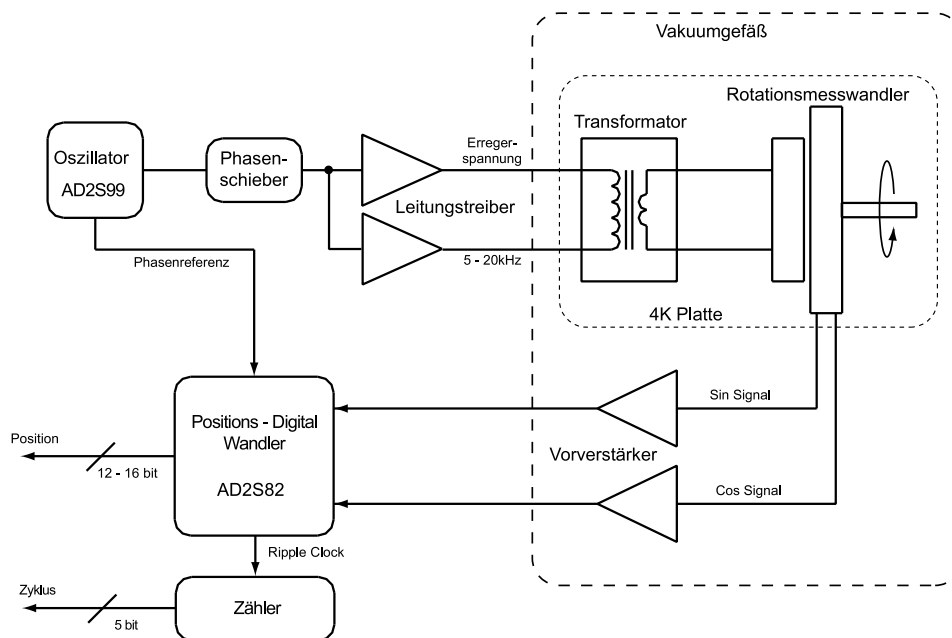 Vakuumgefäß
Rotationsmesswandler
Transformator
Oszillator
AD2S99
Phasen-
schieber
Erreger-
spannung
Leitungstreiber
5 - 20kHz
Phasenreferenz
4K Platte
Sin Signal
Positions - Digital
Wandler
AD2S82
Position
12 - 16 bit
Vorverstärker
Cos Signal
Ripple Clock
Zyklus
5 bit
Zähler